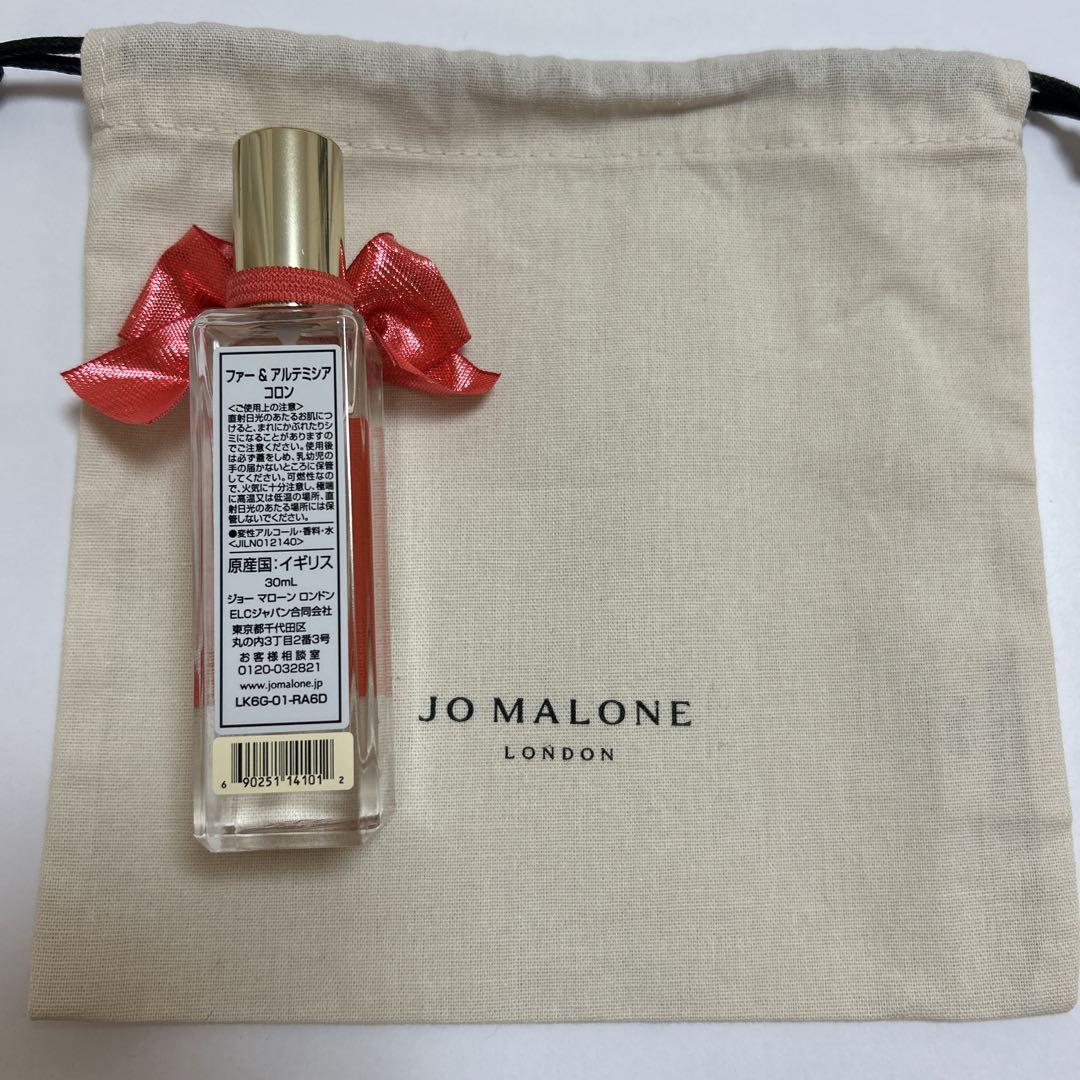 ファー & アルテミシア
コロン
<ご使用上の注意>
直射日光のあたるお肌につ
けると、まれにかぶれたりシ
ミになることがありますの
でご注意ください。使用後
は必ず蓋をしめ、乳幼児の
手の届かないところに保管
してください。可燃性なの
で、火気に十分注意し、極端
に高温又は低温の場所、直
射日光のあたる場所には保
管しないでください。
●変性アルコール・香料・水
<JILN012140>
原産国:イギリス
30mL
ジョー マローン ロンドン
ELCジャパン合同会社
東京都千代田区
丸の内3丁目2番3号
お客様相談室
0120-032821
www.jomalone.jp
LK6G-01-RA6D
6 90251 14101 2
JO MALONE
LONDON